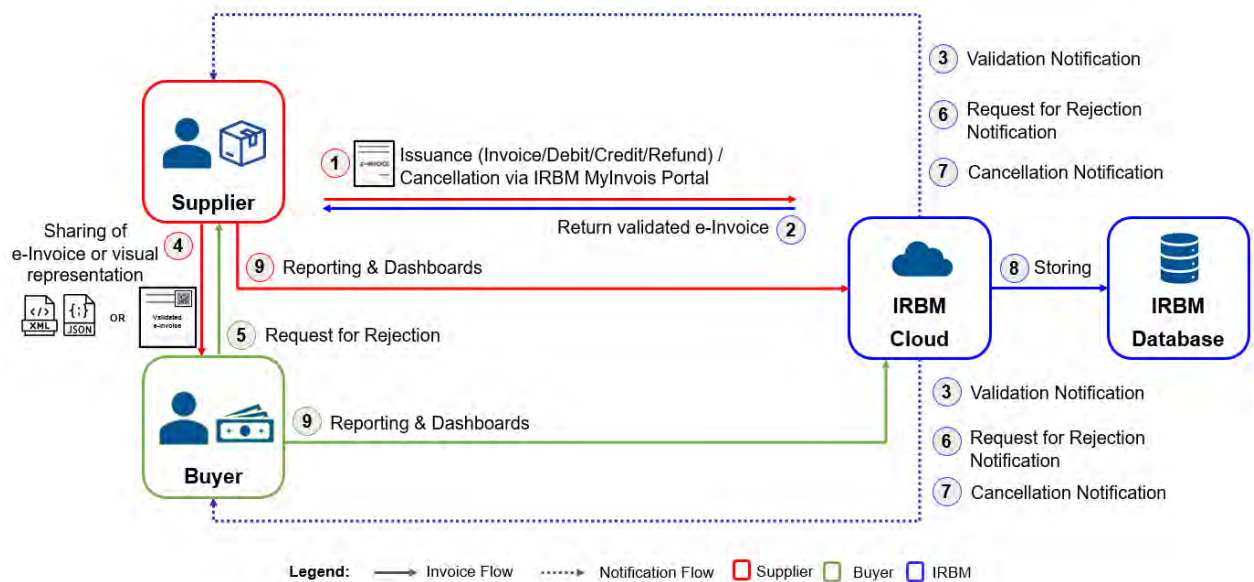 3 Validation Notification
6 Request for Rejection
Notification
7 Cancellation Notification
Supplier
1 e-INVOICE Issuance (Invoice/Debit/Credit/Refund) /
Cancellation via IRBM MyInvois Portal
Return validated e-Invoice 2
Sharing of
e-Invoice or visual
representation
4
</> XML {;} JSON OR Validated
e-invoice
9 Reporting & Dashboards
IRBM
Cloud
8 Storing
IRBM
Database
5 Request for Rejection
Buyer
9 Reporting & Dashboards
3 Validation Notification
6 Request for Rejection
Notification
7 Cancellation Notification
Legend: Invoice Flow Notification Flow Supplier Buyer IRBM